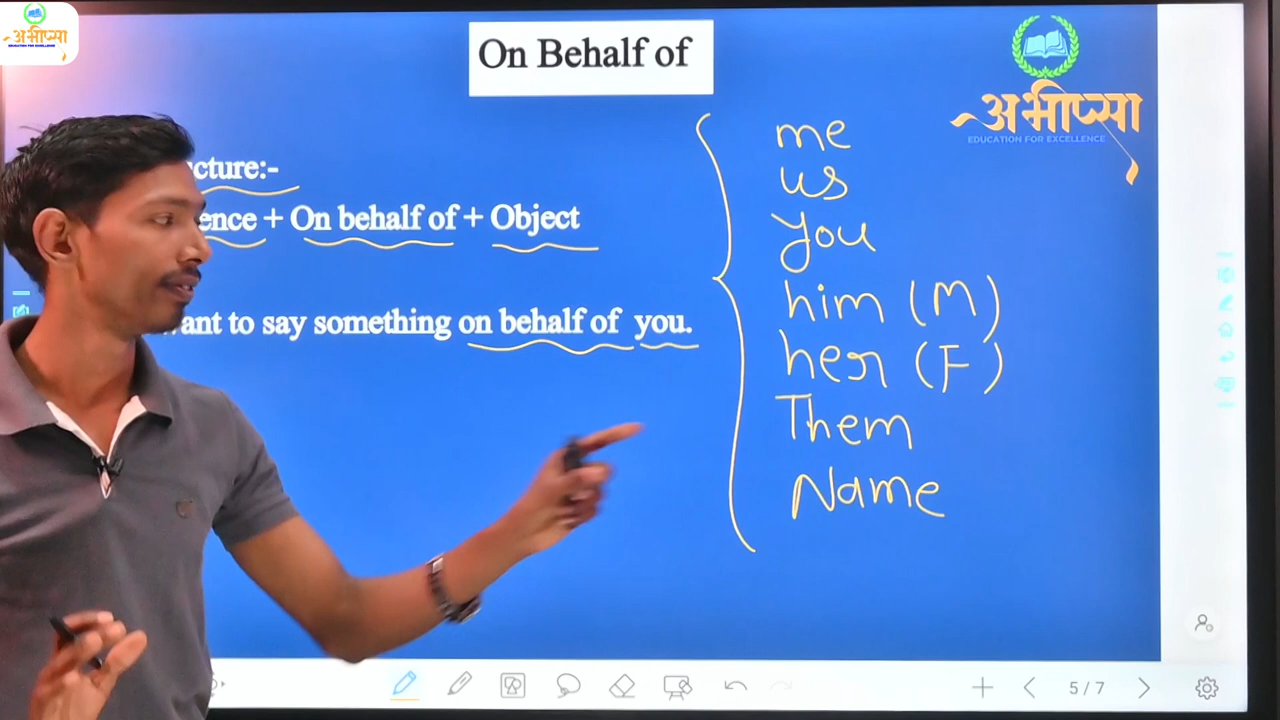 अभीप्सा
EDUCATION FOR EXCELLENCE
On Behalf of
अभीप्सा
EDUCATION FOR EXCELLENCE
cture:-
ence + On behalf of + Object
want to say something on behalf of you.
me
us
you
him (M)
her (F)
Them
Name
5 / 7